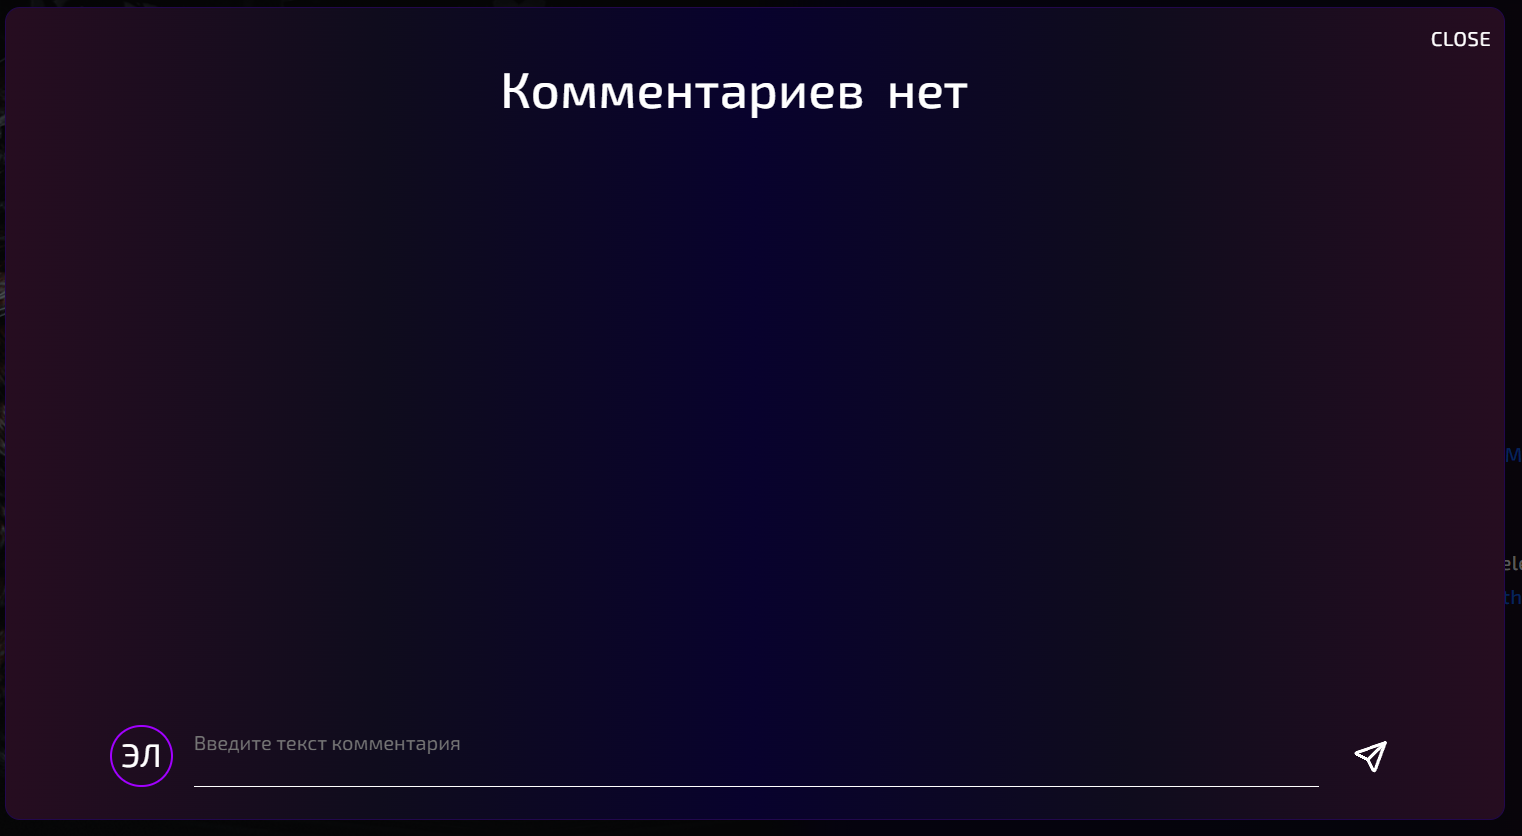 CLOSE
Комментариев нет
ЭЛ
Введите текст комментария